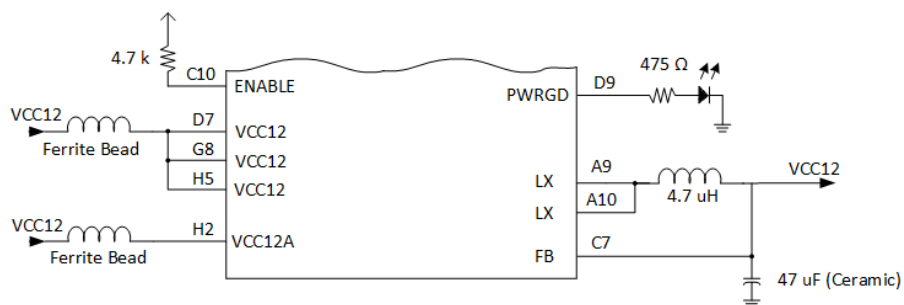 4.7 k
C10
ENABLE
VCC12
Ferrite Bead
D7
VCC12
G8
VCC12
H5
VCC12
VCC12
Ferrite Bead
H2
VCC12A
PWRGD
D9
475 Ω
LX
A9
LX
A10
4.7 uH
VCC12
FB
C7
47 uF (Ceramic)